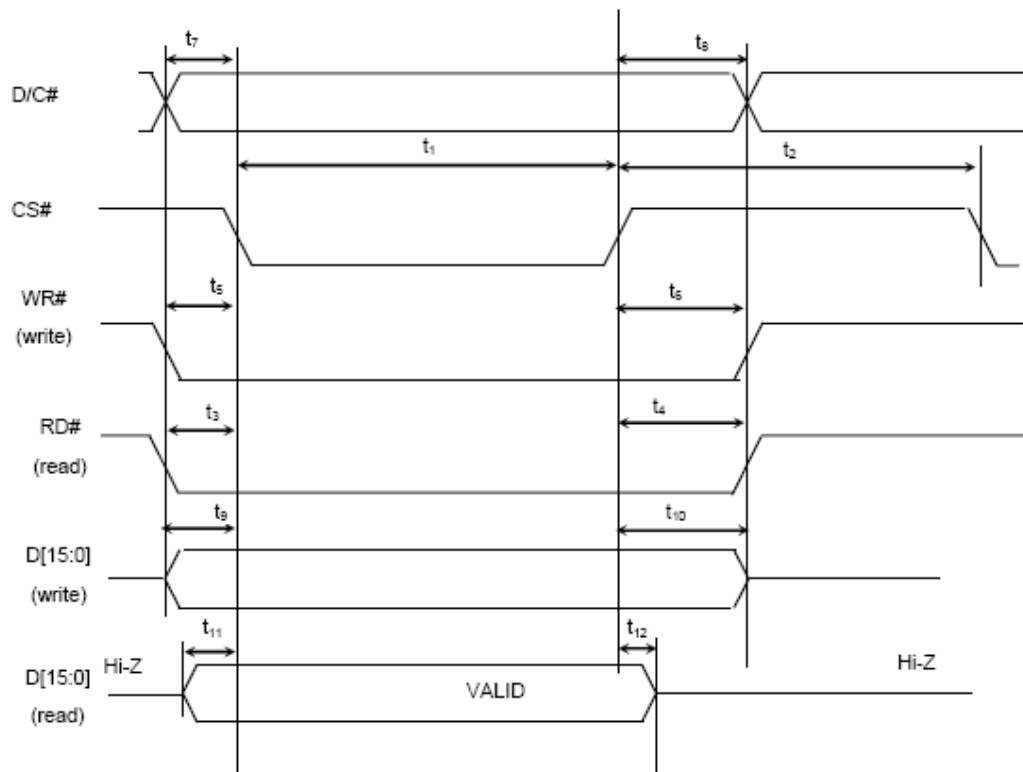 t₇
t₈
D/C#
t₁
t₂
CS#
WR#
(write)
t₅
t₆
RD#
(read)
t₃
t₄
t₉
t₁₀
D[15:0]
(write)
t₁₁
t₁₂
Hi-Z
Hi-Z
D[15:0]
(read)
VALID